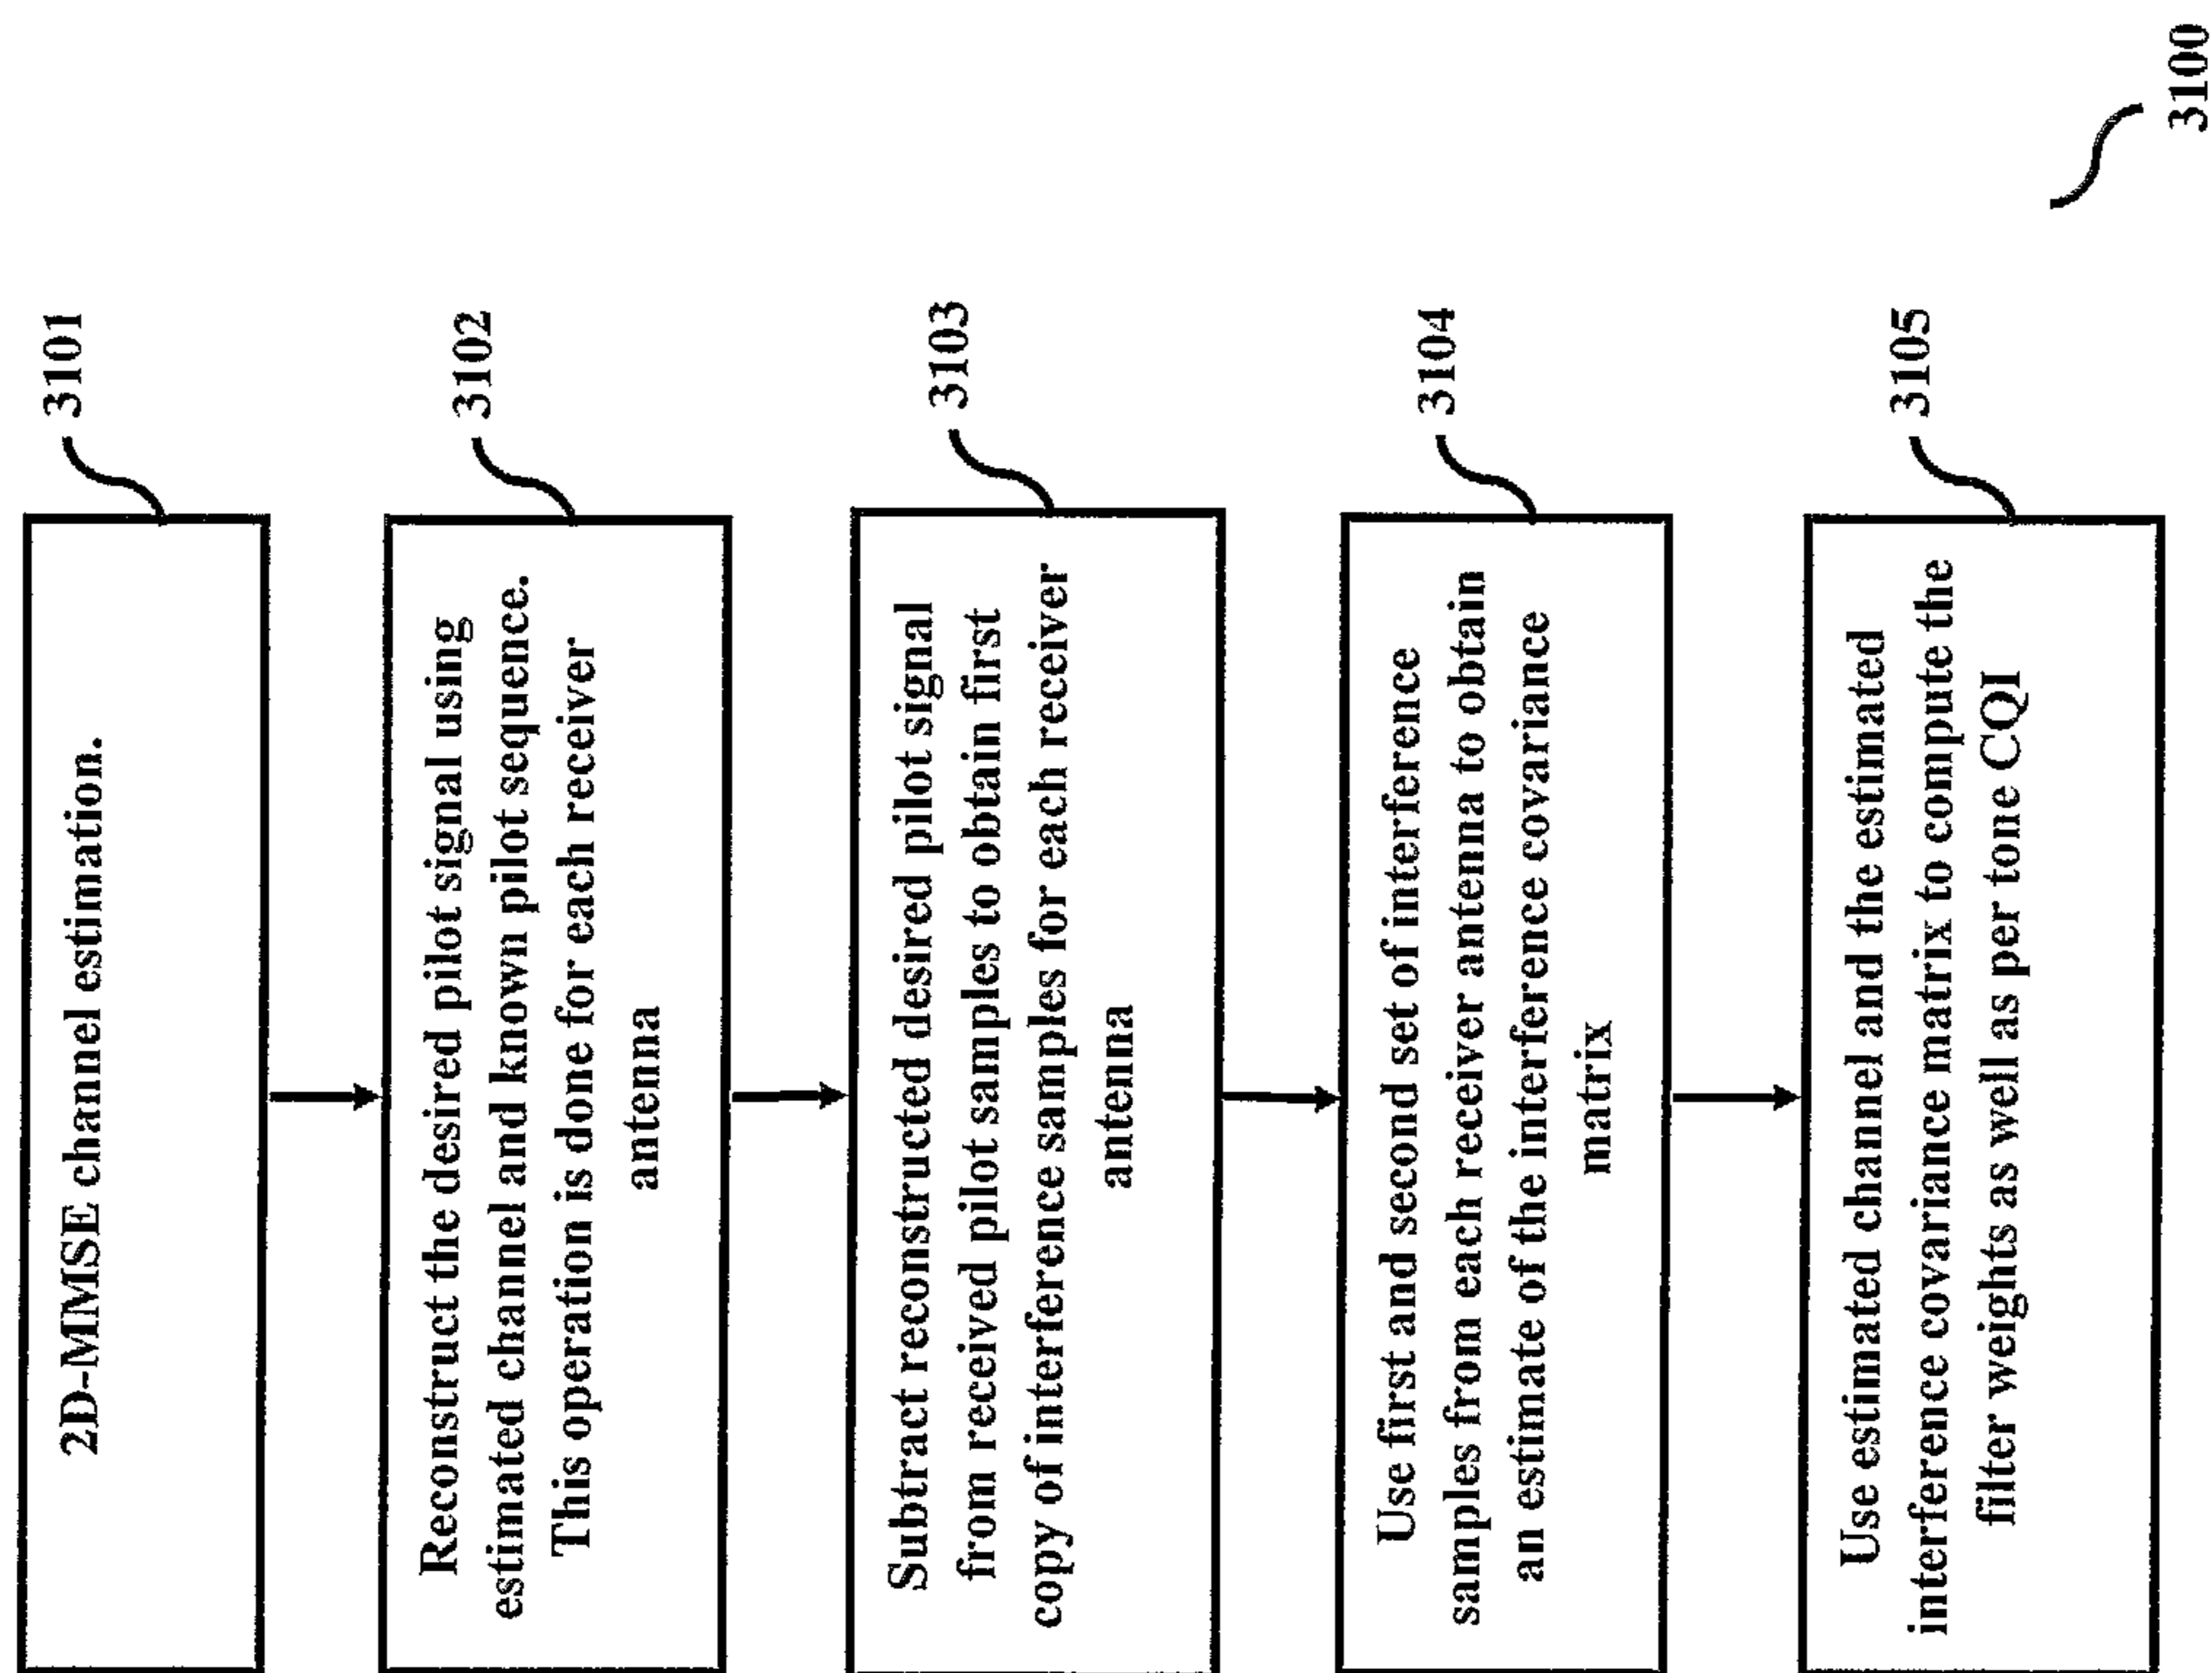 2D-MMSE channel estimation.
3101
Reconstruct the desired pilot signal using
estimated channel and known pilot sequence.
This operation is done for each receiver
antenna
3102
Subtract reconstructed desired pilot signal
from received pilot samples to obtain first
copy of interference samples for each receiver
antenna
3103
Use first and second set of interference
samples from each receiver antenna to obtain
an estimate of the interference covariance
matrix
3104
Use estimated channel and the estimated
interference covariance matrix to compute the
filter weights as well as per tone CQI
3105
3100